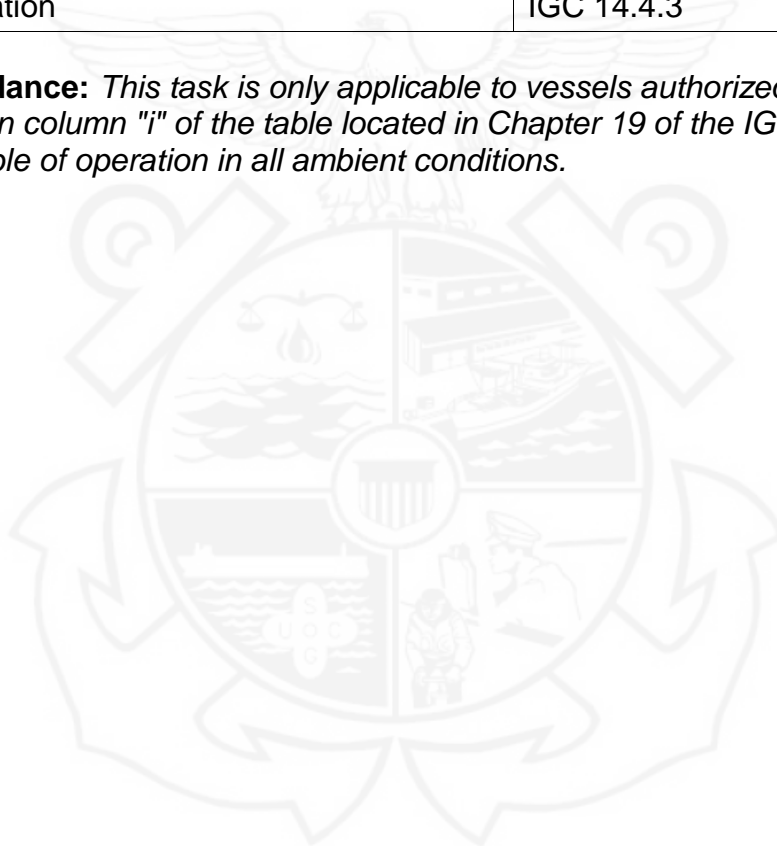 ation IGC 14.4.3
lance: This task is only applicable to vessels authorized
n column "i" of the table located in Chapter 19 of the IG
ole of operation in all ambient conditions.
S
U O C
G